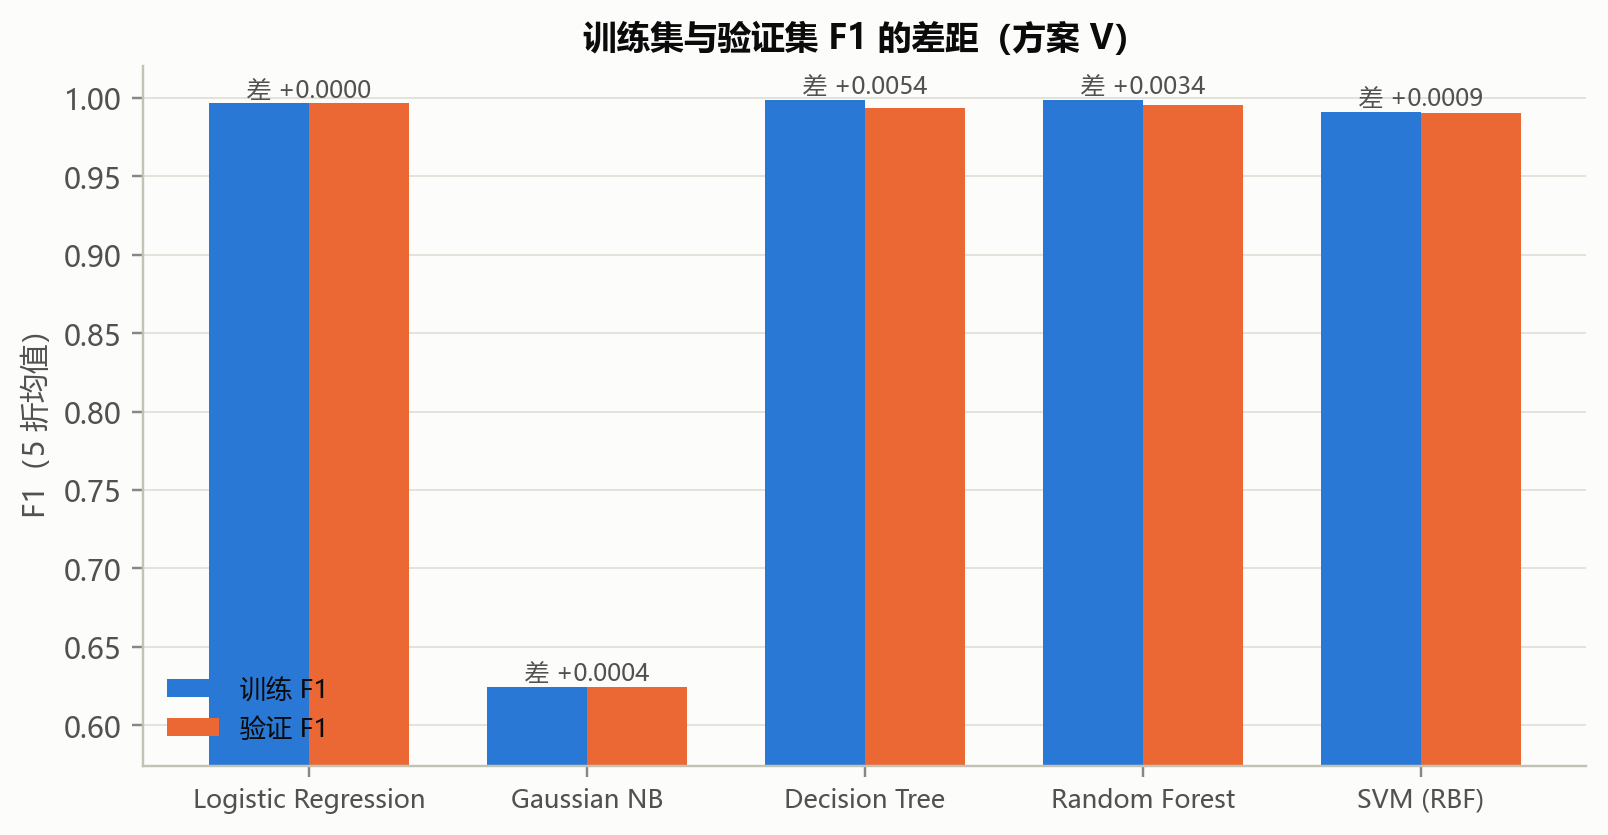 训练集与验证集 F1 的差距（方案 V）
F1（5 折均值）
1.00
0.95
0.90
0.85
0.80
0.75
0.70
0.65
0.60
差 +0.0000
差 +0.0004
差 +0.0054
差 +0.0034
差 +0.0009
训练 F1
验证 F1
Logistic Regression
Gaussian NB
Decision Tree
Random Forest
SVM (RBF)